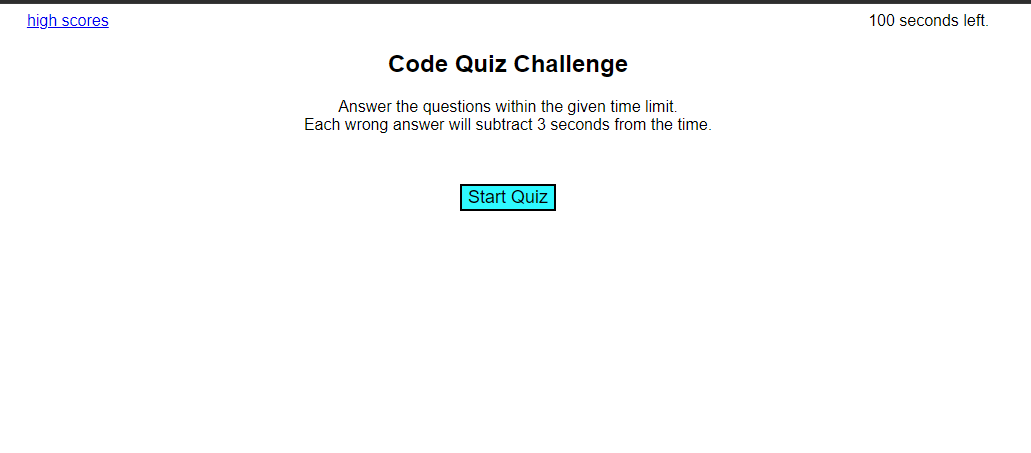 high scores
100 seconds left.
Code Quiz Challenge
Answer the questions within the given time limit.
Each wrong answer will subtract 3 seconds from the time.
Start Quiz